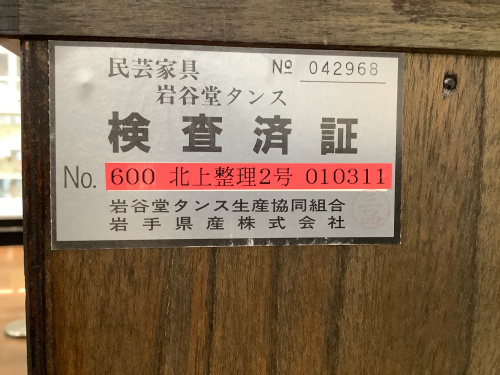 民芸家具 № 042968
岩谷堂タンス
検査済証
No. 600 北上整理2号 010311
岩谷堂タンス生産協同組合
岩手県産株式会社